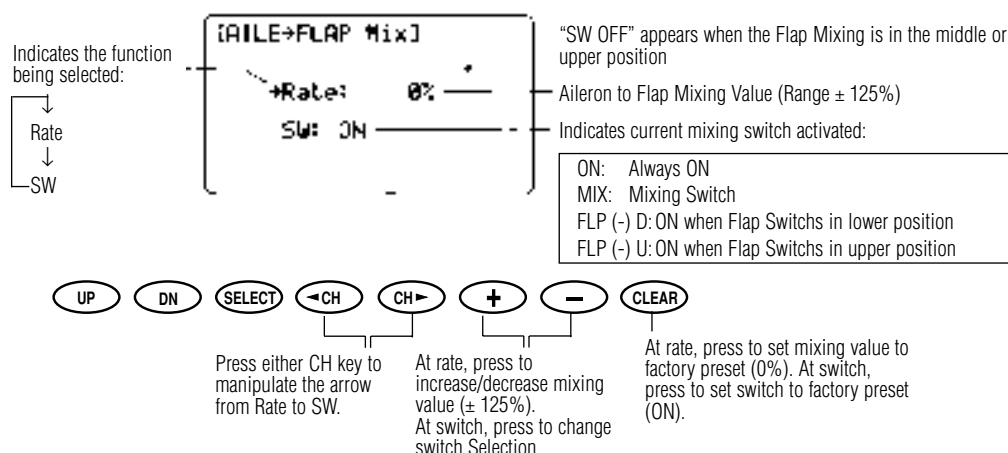 [AILE→FLAP Mix]
Indicates the function
being selected:
Rate
SW
→Rate: 0%
SW: ON
"SW OFF" appears when the Flap Mixing is in the middle or
upper position
Aileron to Flap Mixing Value (Range ± 125%)
Indicates current mixing switch activated:
ON: Always ON
MIX: Mixing Switch
FLP (-) D: ON when Flap Switchs in lower position
FLP (-) U: ON when Flap Switchs in upper position
UP DN SELECT ◄CH CH► + – CLEAR
Press either CH key to
manipulate the arrow
from Rate to SW.
At rate, press to
increase/decrease mixing
value (± 125%).
At switch, press to change
switch Selection
At rate, press to set mixing value to
factory preset (0%). At switch,
press to set switch to factory preset
(ON).